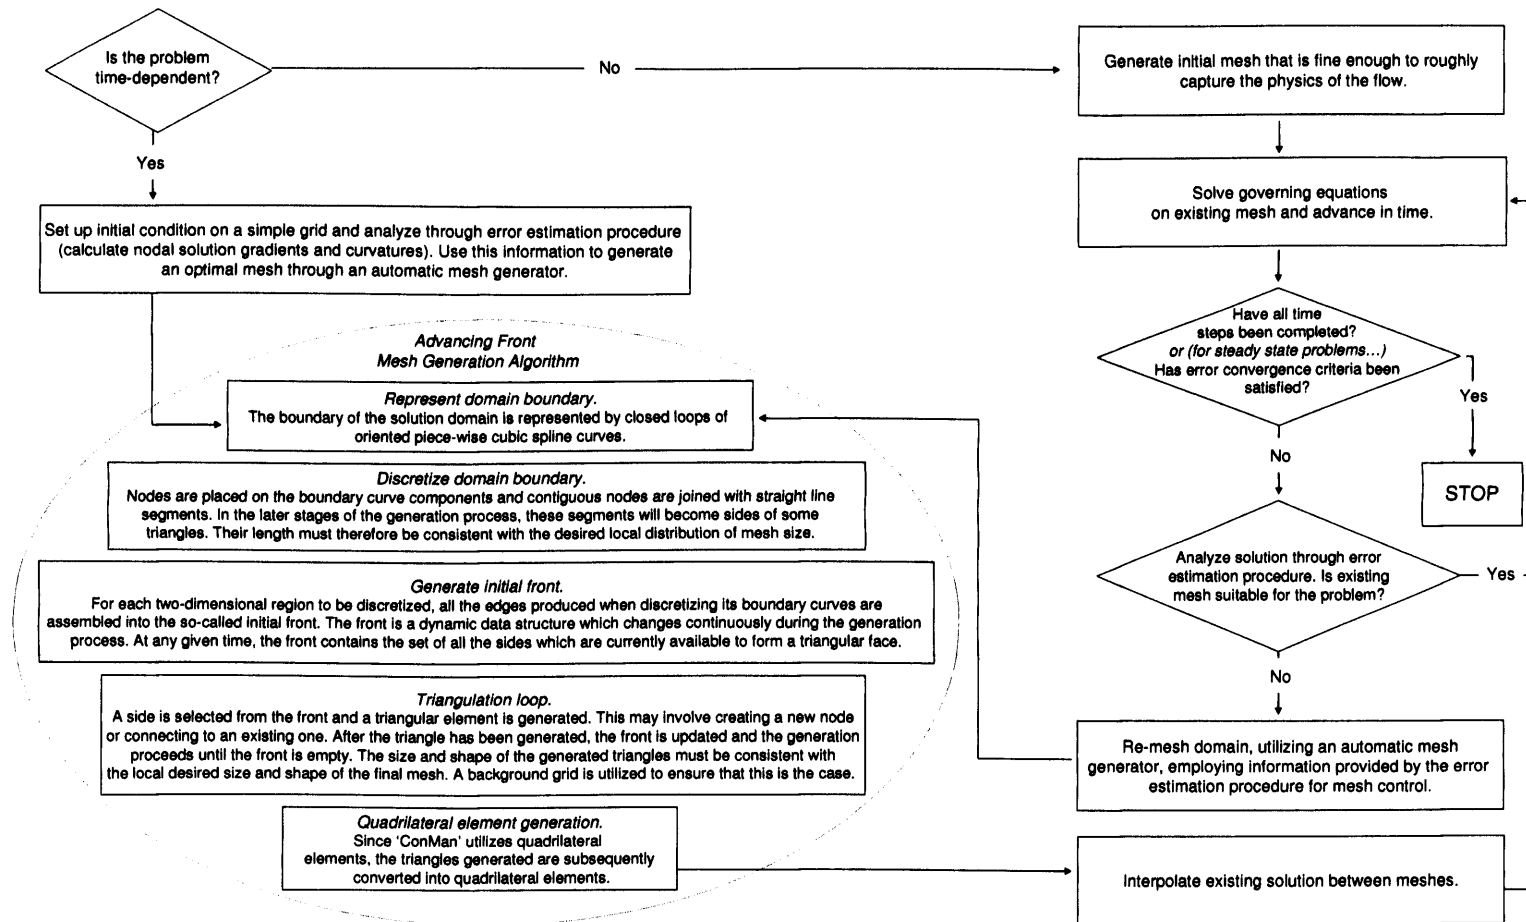 Is the problem
time-dependent?
No
Generate initial mesh that is fine enough to roughly
capture the physics of the flow.
Yes
Solve governing equations
on existing mesh and advance in time.
Set up initial condition on a simple grid and analyze through error estimation procedure
(calculate nodal solution gradients and curvatures). Use this information to generate
an optimal mesh through an automatic mesh generator.
Have all time
steps been completed?
or (for steady state problems...)
Has error convergence criteria been
satisfied?
Yes
STOP
No
Advancing Front
Mesh Generation Algorithm
Represent domain boundary.
The boundary of the solution domain is represented by closed loops of
oriented piece-wise cubic spline curves.
Discretize domain boundary.
Nodes are placed on the boundary curve components and contiguous nodes are joined with straight line
segments. In the later stages of the generation process, these segments will become sides of some
triangles. Their length must therefore be consistent with the desired local distribution of mesh size.
Generate initial front.
For each two-dimensional region to be discretized, all the edges produced when discretizing its boundary curves are
assembled into the so-called initial front. The front is a dynamic data structure which changes continuously during the generation
process. At any given time, the front contains the set of all the sides which are currently available to form a triangular face.
Analyze solution through error
estimation procedure. Is existing
mesh suitable for the problem?
Yes
No
Triangulation loop.
A side is selected from the front and a triangular element is generated. This may involve creating a new node
or connecting to an existing one. After the triangle has been generated, the front is updated and the generation
proceeds until the front is empty. The size and shape of the generated triangles must be consistent with
the local desired size and shape of the final mesh. A background grid is utilized to ensure that this is the case.
Re-mesh domain, utilizing an automatic mesh
generator, employing information provided by the error
estimation procedure for mesh control.
Quadrilateral element generation.
Since 'ConMan' utilizes quadrilateral
elements, the triangles generated are subsequently
converted into quadrilateral elements.
Interpolate existing solution between meshes.